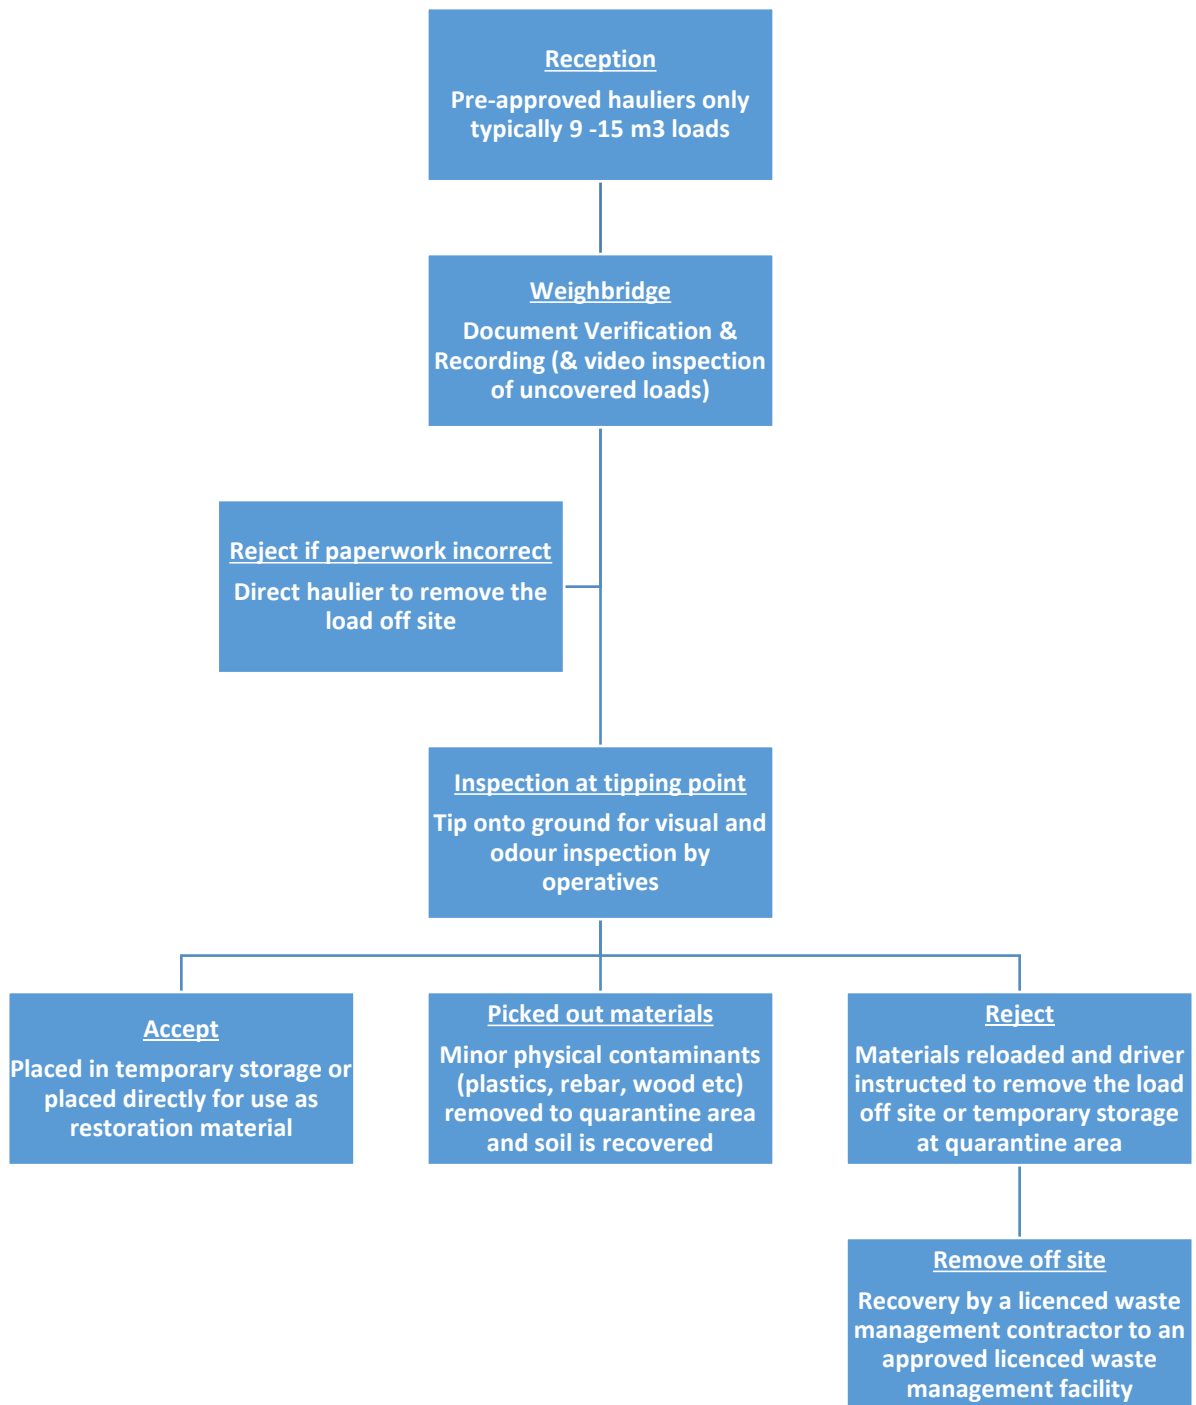 Reception
Pre-approved hauliers only
typically 9 -15 m3 loads
Weighbridge
Document Verification &
Recording (& video inspection
of uncovered loads)
Reject if paperwork incorrect
Direct haulier to remove the
load off site
Inspection at tipping point
Tip onto ground for visual and
odour inspection by
operatives
Accept
Placed in temporary storage or
placed directly for use as
restoration material
Picked out materials
Minor physical contaminants
(plastics, rebar, wood etc)
removed to quarantine area
and soil is recovered
Reject
Materials reloaded and driver
instructed to remove the load
off site or temporary storage
at quarantine area
Remove off site
Recovery by a licenced waste
management contractor to an
approved licenced waste
management facility